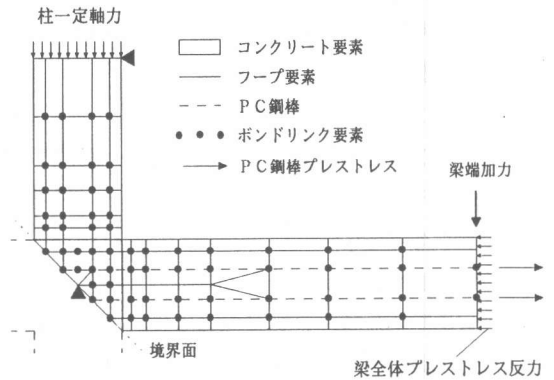 柱一定軸力
コンクリート要素
フープ要素
PC鋼棒
ボンドリンク要素
PC鋼棒プレストレス
梁端加力
境界面
梁全体プレストレス反力